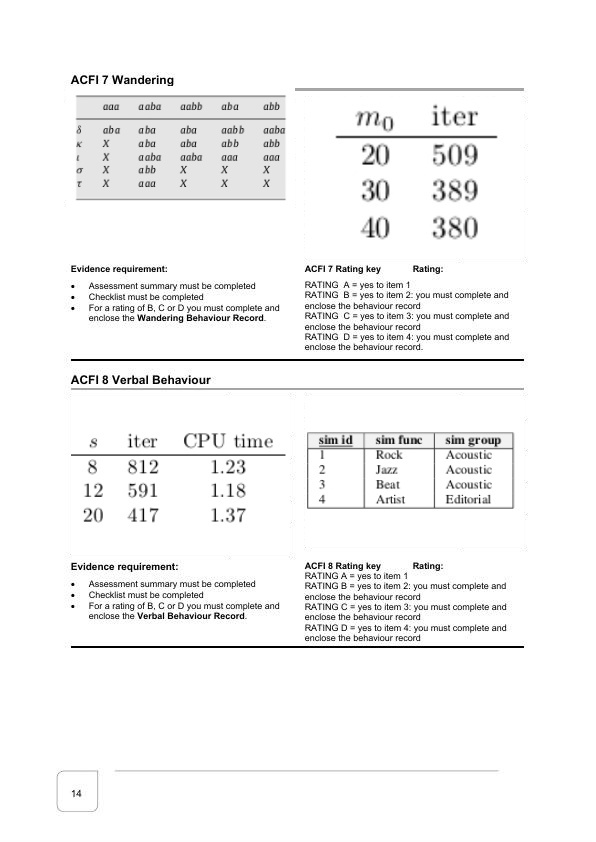 ACFI 7 Wandering
aaa aaba aabb aba abb
δ aba aba aba aabb aaba
κ X aba aba abb abb
ι X aaba aaba aaa aaa
σ X abb X X X
τ X aaa X X X
m₀ iter
20 509
30 389
40 380
Evidence requirement:
• Assessment summary must be completed
• Checklist must be completed
• For a rating of B, C or D you must complete and
enclose the Wandering Behaviour Record.
ACFI 7 Rating key Rating:
RATING A = yes to item 1
RATING B = yes to item 2: you must complete and
enclose the behaviour record
RATING C = yes to item 3: you must complete and
enclose the behaviour record
RATING D = yes to item 4: you must complete and
enclose the behaviour record.
ACFI 8 Verbal Behaviour
s iter CPU time
8 812 1.23
12 591 1.18
20 417 1.37
sim id sim func sim group
1 Rock Acoustic
2 Jazz Acoustic
3 Beat Acoustic
4 Artist Editorial
Evidence requirement:
• Assessment summary must be completed
• Checklist must be completed
• For a rating of B, C or D you must complete and
enclose the Verbal Behaviour Record.
ACFI 8 Rating key Rating:
RATING A = yes to item 1
RATING B = yes to item 2: you must complete and
enclose the behaviour record
RATING C = yes to item 3: you must complete and
enclose the behaviour record
RATING D = yes to item 4: you must complete and
enclose the behaviour record
14